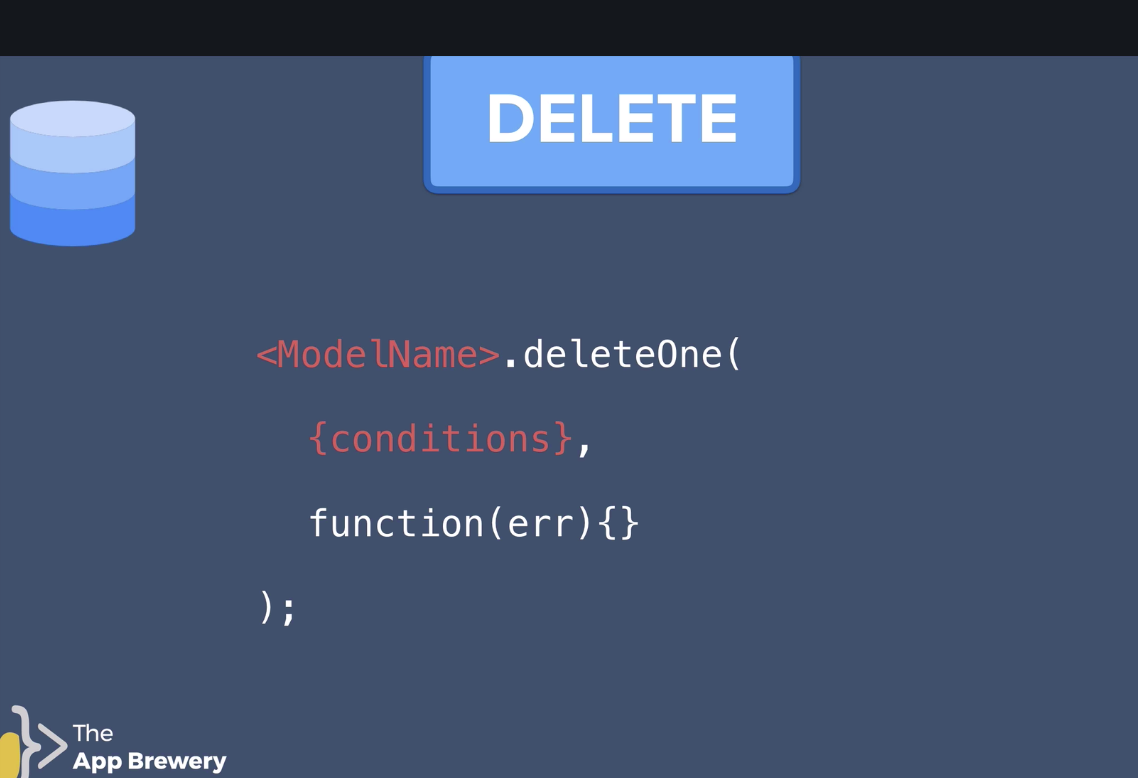 DELETE
<ModelName>.deleteOne(
{conditions},
function(err){}
);
The
App Brewery